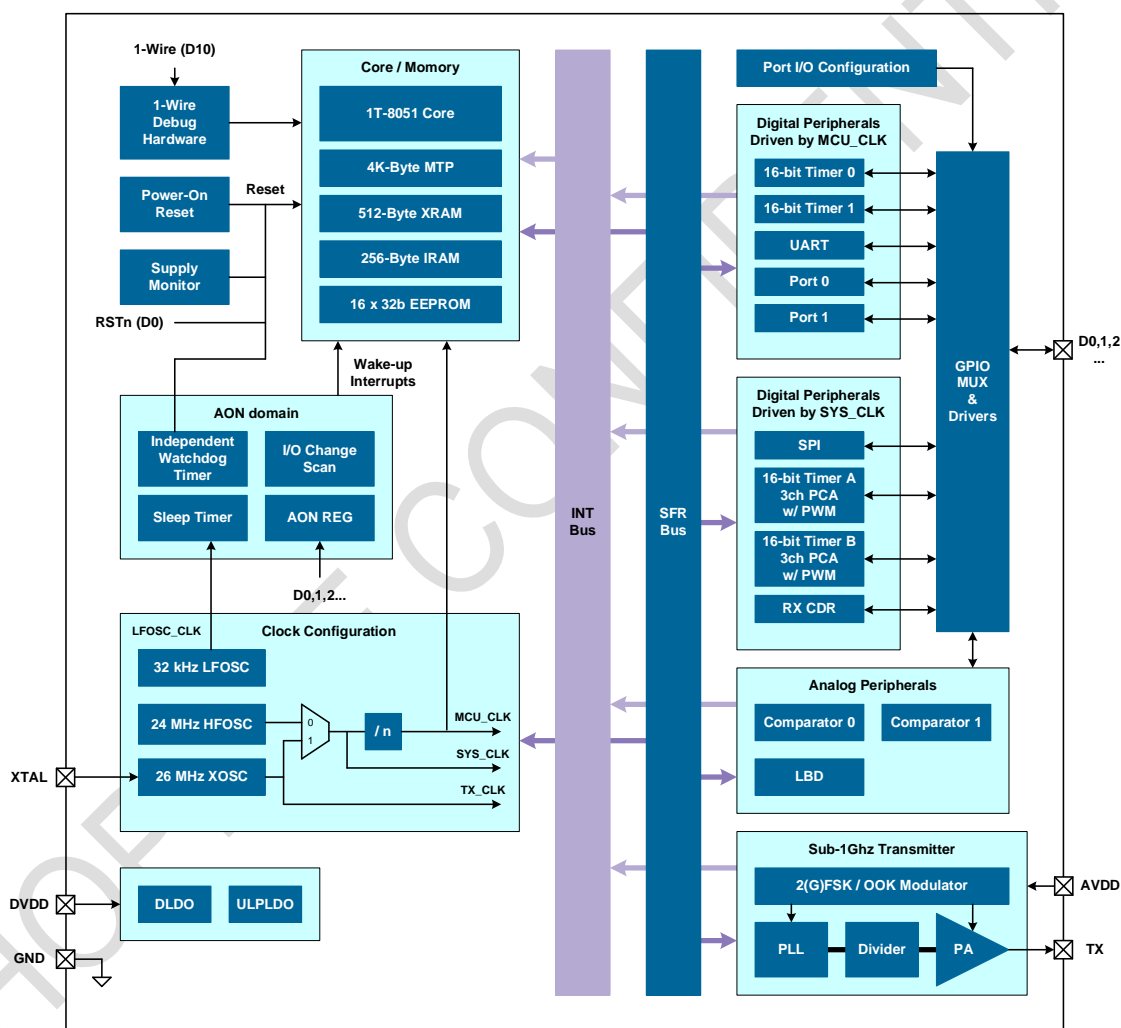 1-Wire (D10)
1-Wire
Debug
Hardware
Power-On
Reset
Reset
Supply
Monitor
RSTn (D0)
Core / Momory
1T-8051 Core
4K-Byte MTP
512-Byte XRAM
256-Byte IRAM
16 x 32b EEPROM
Wake-up
Interrupts
AON domain
Independent
Watchdog
Timer
I/O Change
Scan
Sleep Timer
AON REG
D0,1,2...
LFOSC_CLK
Clock Configuration
32 kHz LFOSC
24 MHz HFOSC
26 MHz XOSC
0
1
/ n
MCU_CLK
SYS_CLK
TX_CLK
XTAL
DVDD
GND
DLDO
ULPLDO
INT
Bus
SFR
Bus
Port I/O Configuration
Digital Peripherals
Driven by MCU_CLK
16-bit Timer 0
16-bit Timer 1
UART
Port 0
Port 1
Digital Peripherals
Driven by SYS_CLK
SPI
16-bit Timer A
3ch PCA
w/ PWM
16-bit Timer B
3ch PCA
w/ PWM
RX CDR
GPIO
MUX
&
Drivers
D0,1,2
...
Analog Peripherals
Comparator 0
Comparator 1
LBD
Sub-1Ghz Transmitter
2(G)FSK / OOK Modulator
PLL
Divider
PA
AVDD
TX